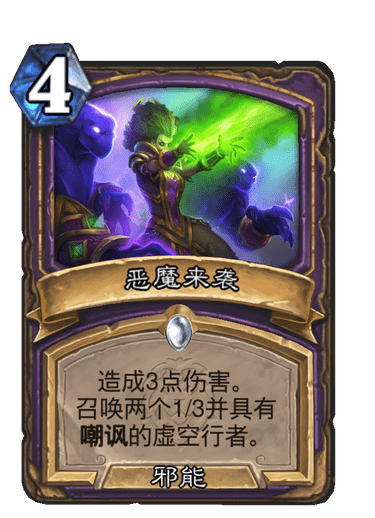 4
恶魔来袭
造成3点伤害。
召唤两个1/3并具有
嘲讽的虚空行者。
邪能